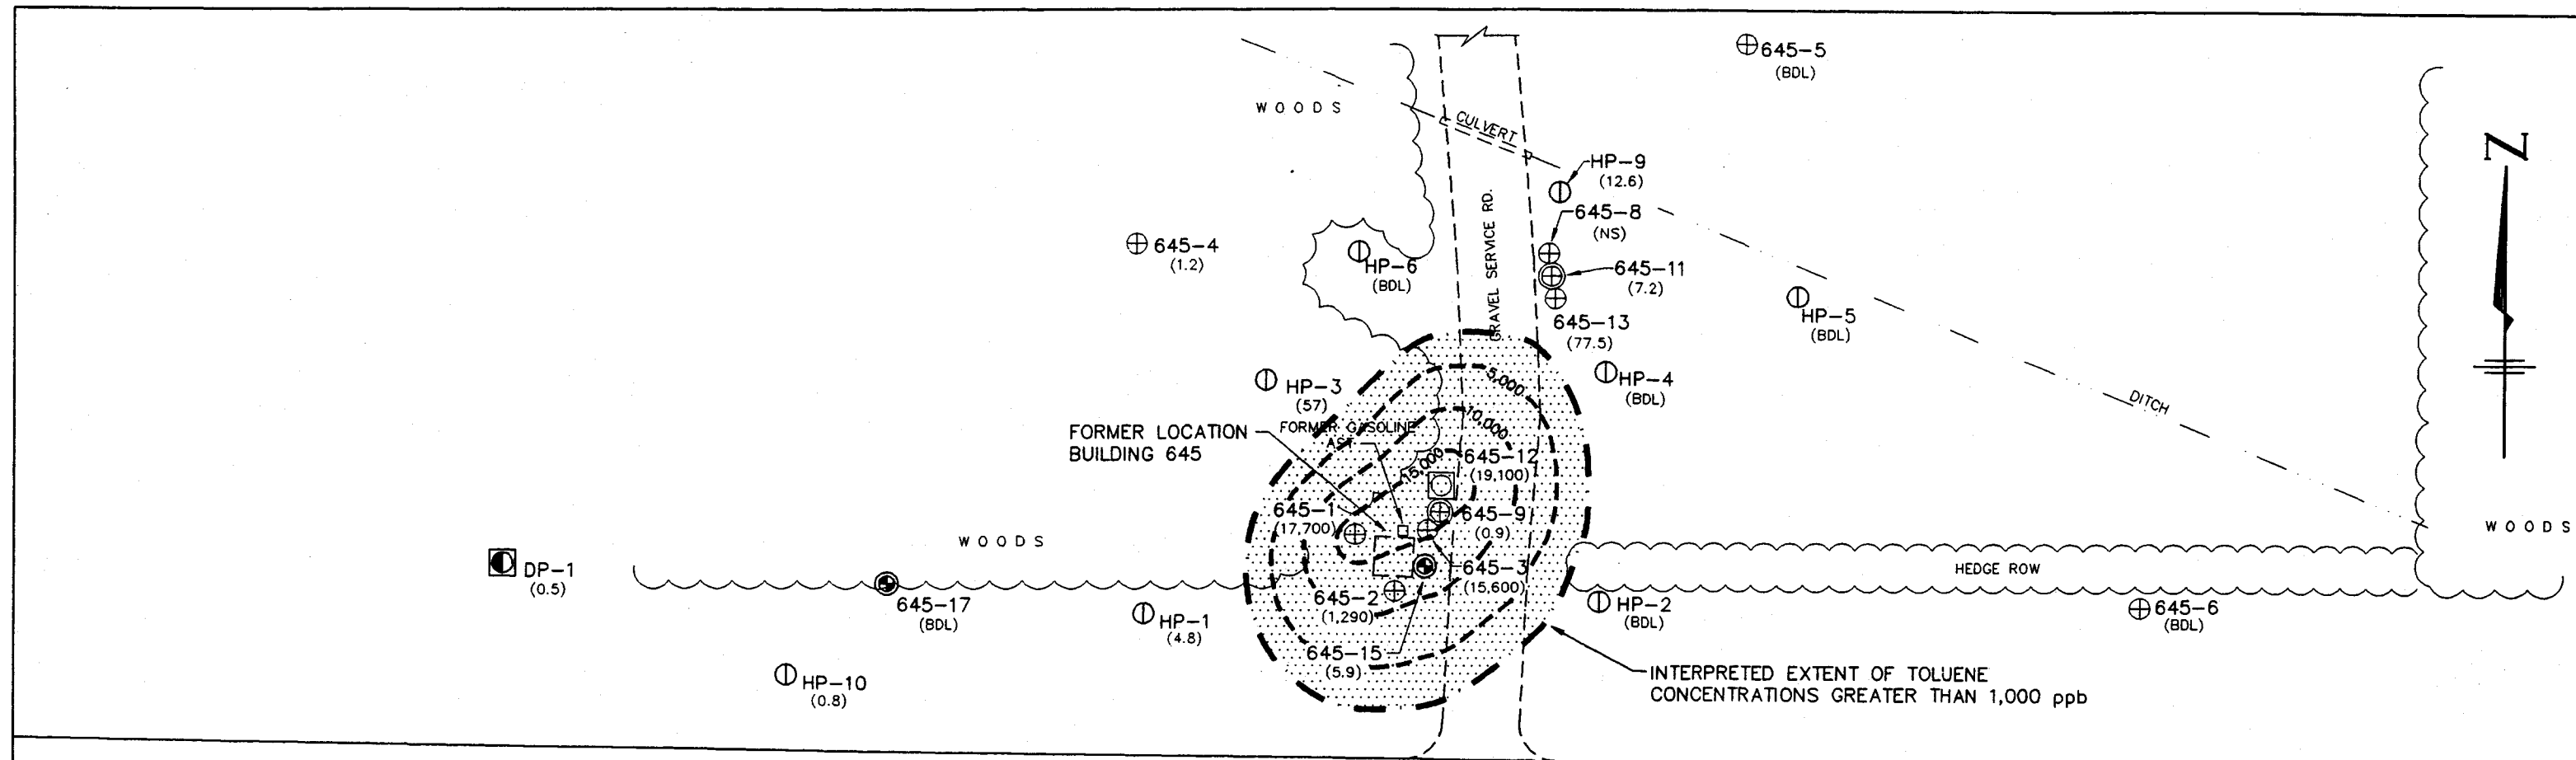 645-5
(BDL)
WOODS
CULVERT
HP-9
(12.6)
N
645-8
(NS)
GRAVEL SERVICE RD.
645-4
(1.2)
HP-6
(BDL)
645-11
(7.2)
HP-5
(BDL)
645-13
(77.5)
HP-3
(57)
5,000
HP-4
(BDL)
DITCH
10,000
FORMER LOCATION
BUILDING 645
FORMER GASOLINE
AST
15,000
645-12
(19,100)
645-1
(17,700)
645-9
(0.9)
WOODS
WOODS
DP-1
(0.5)
645-17
(BDL)
HP-1
(4.8)
645-2
(1,290)
645-3
(15,600)
HEDGE ROW
HP-2
(BDL)
645-6
(BDL)
645-15
(5.9)
HP-10
(0.8)
INTERPRETED EXTENT OF TOLUENE
CONCENTRATIONS GREATER THAN 1,000 ppb